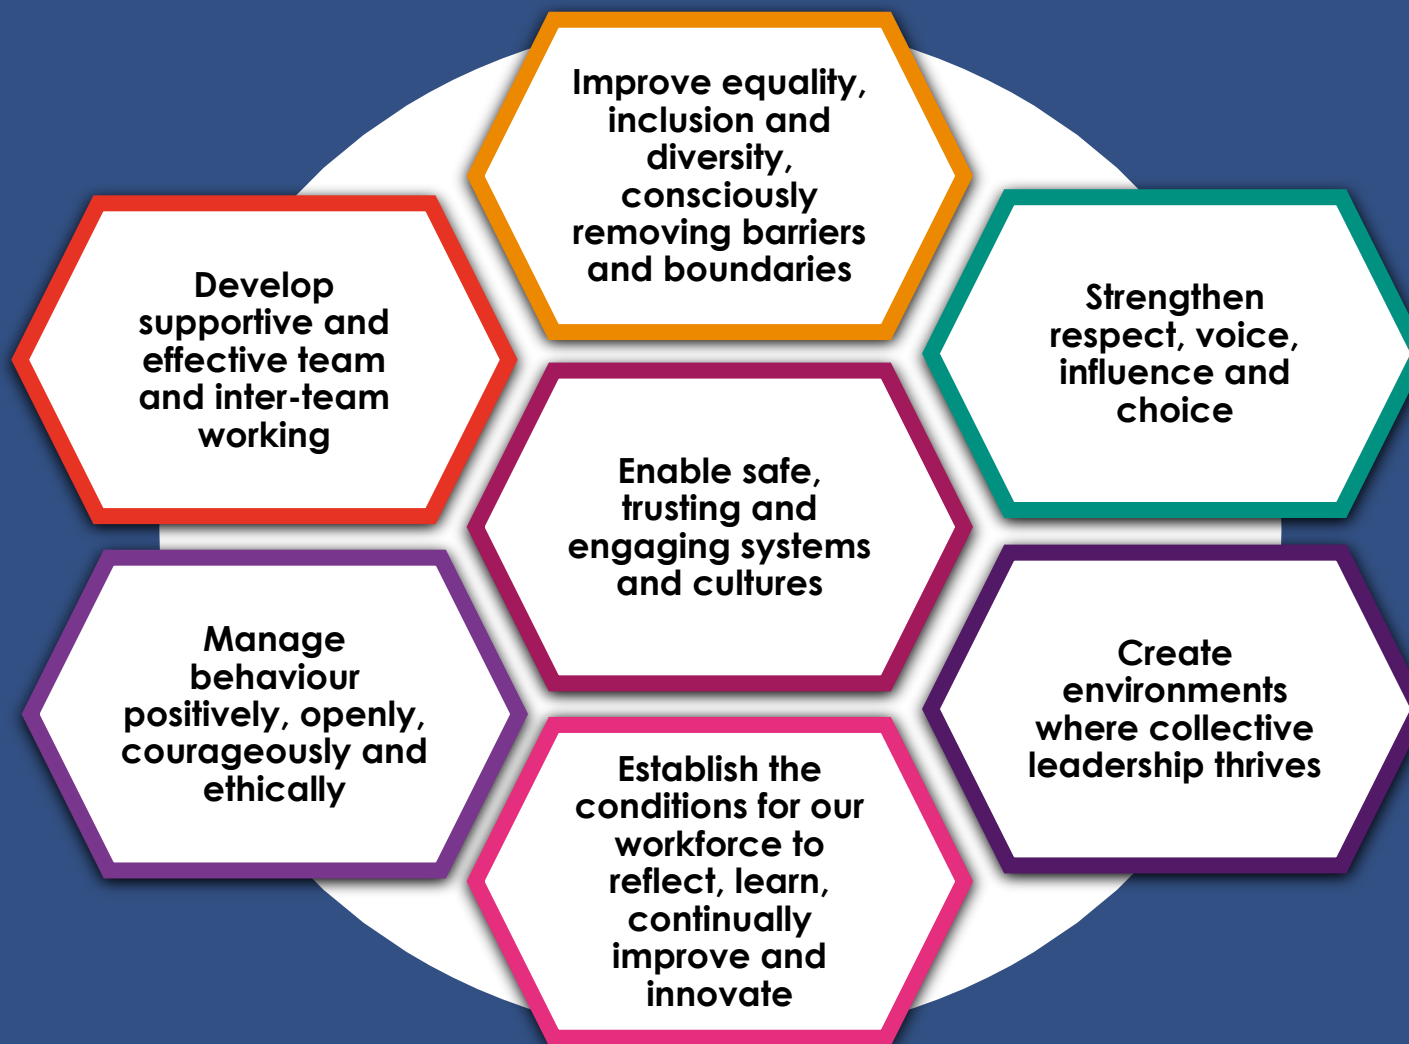 Improve equality,
inclusion and
diversity,
consciously
removing barriers
and boundaries
Develop
supportive and
effective team
and inter-team
working
Strengthen
respect, voice,
influence and
choice
Enable safe,
trusting and
engaging systems
and cultures
Manage
behaviour
positively, openly,
courageously and
ethically
Create
environments
where collective
leadership thrives
Establish the
conditions for our
workforce to
reflect, learn,
continually
improve and
innovate